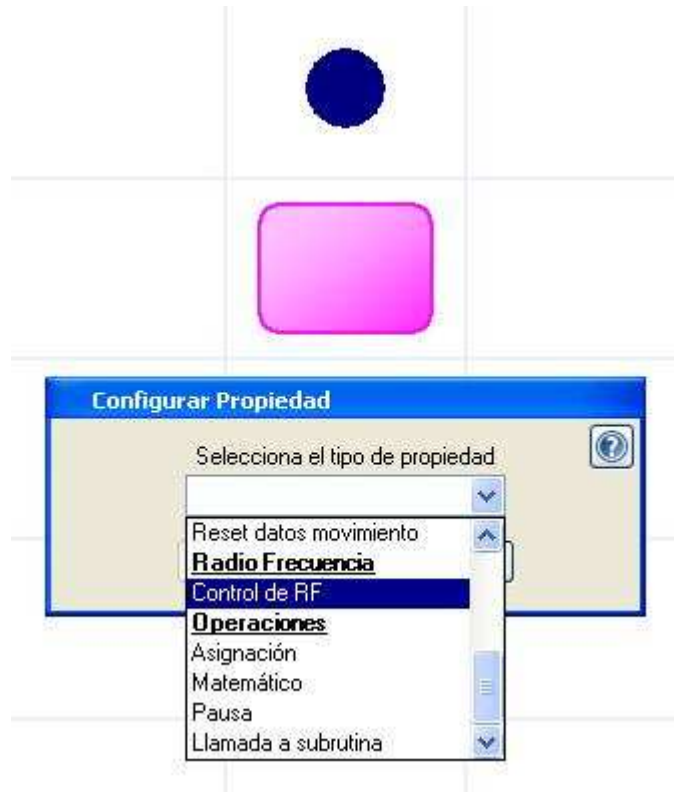 Configurar Propiedad
Selecciona el tipo de propiedad
Reset datos movimiento
Radio Frecuencia
Control de RF
Operaciones
Asignación
Matemático
Pausa
Llamada a subrutina